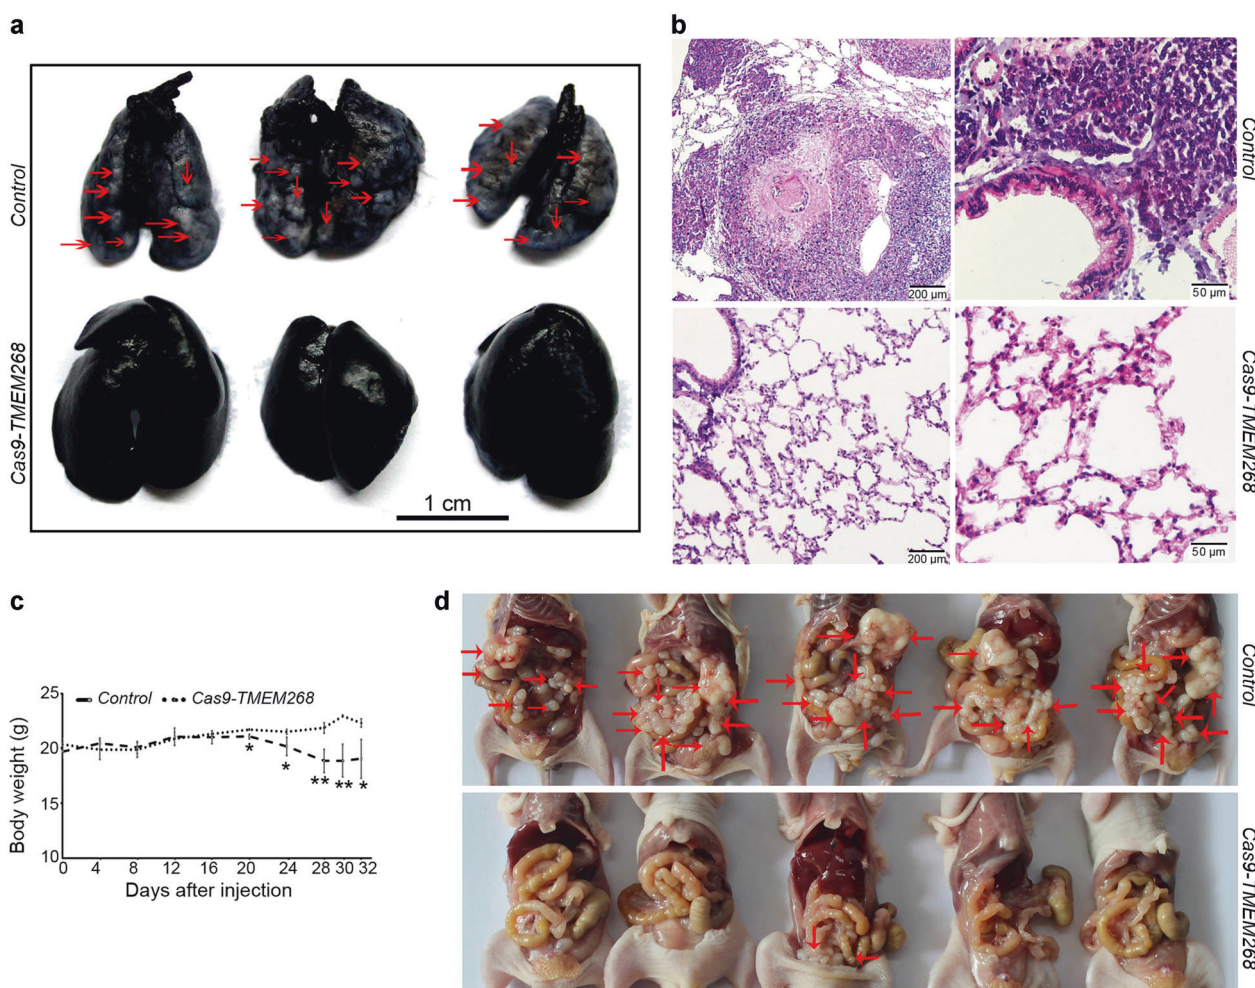 a
Control
Cas9-TMEM268
1 cm
b
200 µm
50 µm
Control
200 µm
50 µm
Cas9-TMEM268
c
Control
Cas9-TMEM268
Body weight (g)
25
20
15
10
*
*
**
**
*
0 4 8 12 16 20 24 28 30 32
Days after injection
d
Control
Cas9-TMEM268